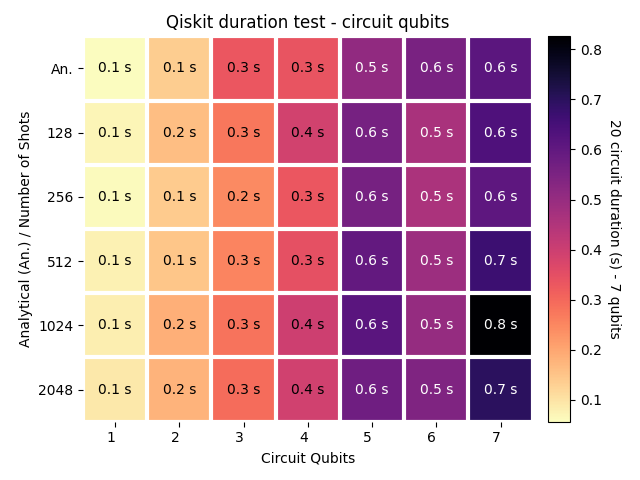 Qiskit duration test - circuit qubits
Analytical (An.) / Number of Shots
An. 0.1 s 0.1 s 0.3 s 0.3 s 0.5 s 0.6 s 0.6 s
128 0.1 s 0.2 s 0.3 s 0.4 s 0.6 s 0.5 s 0.6 s
256 0.1 s 0.1 s 0.2 s 0.3 s 0.6 s 0.5 s 0.6 s
512 0.1 s 0.1 s 0.3 s 0.3 s 0.6 s 0.5 s 0.7 s
1024 0.1 s 0.2 s 0.3 s 0.4 s 0.6 s 0.5 s 0.8 s
2048 0.1 s 0.2 s 0.3 s 0.4 s 0.6 s 0.5 s 0.7 s
1 2 3 4 5 6 7
Circuit Qubits
0.8
0.7
0.6
0.5
0.4
0.3
0.2
0.1
20 circuit duration (s) - 7 qubits